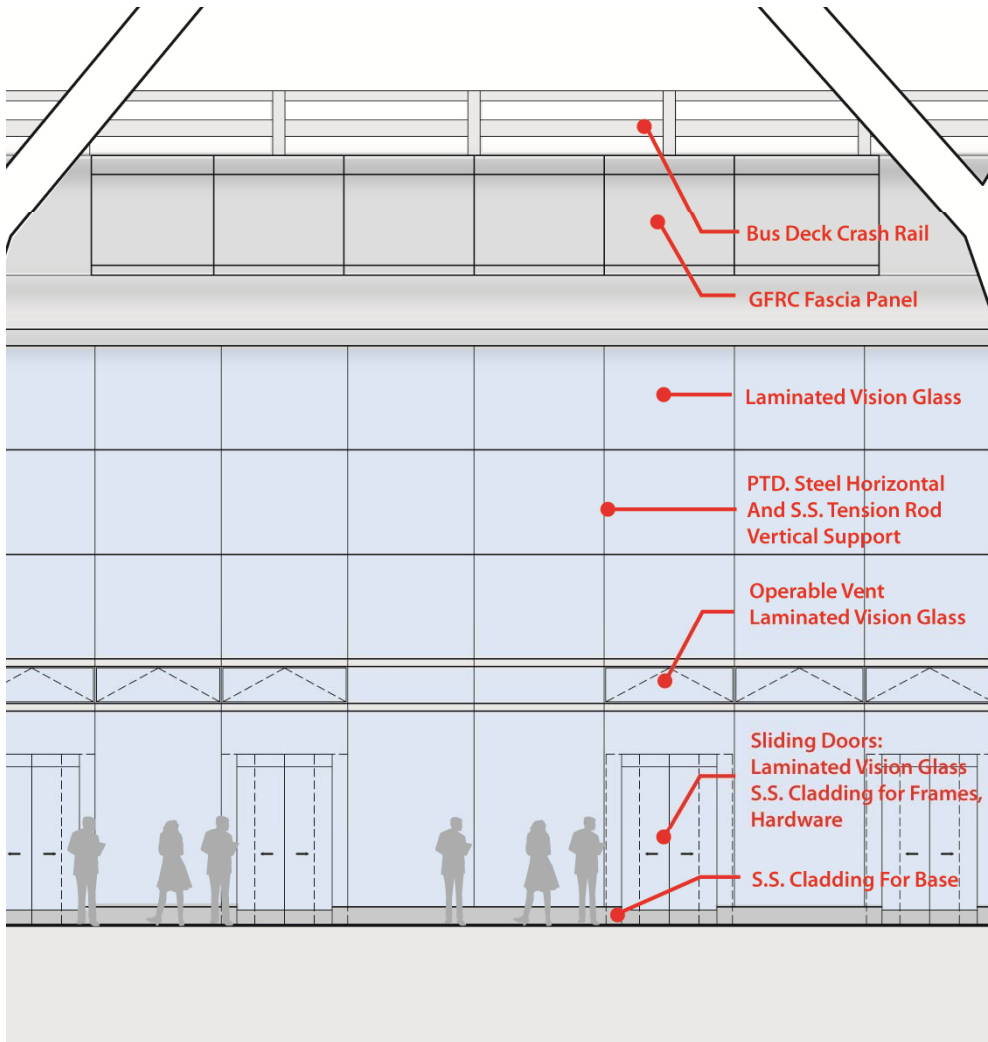 Bus Deck Crash Rail
GFRC Fascia Panel
Laminated Vision Glass
PTD. Steel Horizontal
And S.S. Tension Rod
Vertical Support
Operable Vent
Laminated Vision Glass
Sliding Doors:
Laminated Vision Glass
S.S. Cladding for Frames,
Hardware
S.S. Cladding For Base